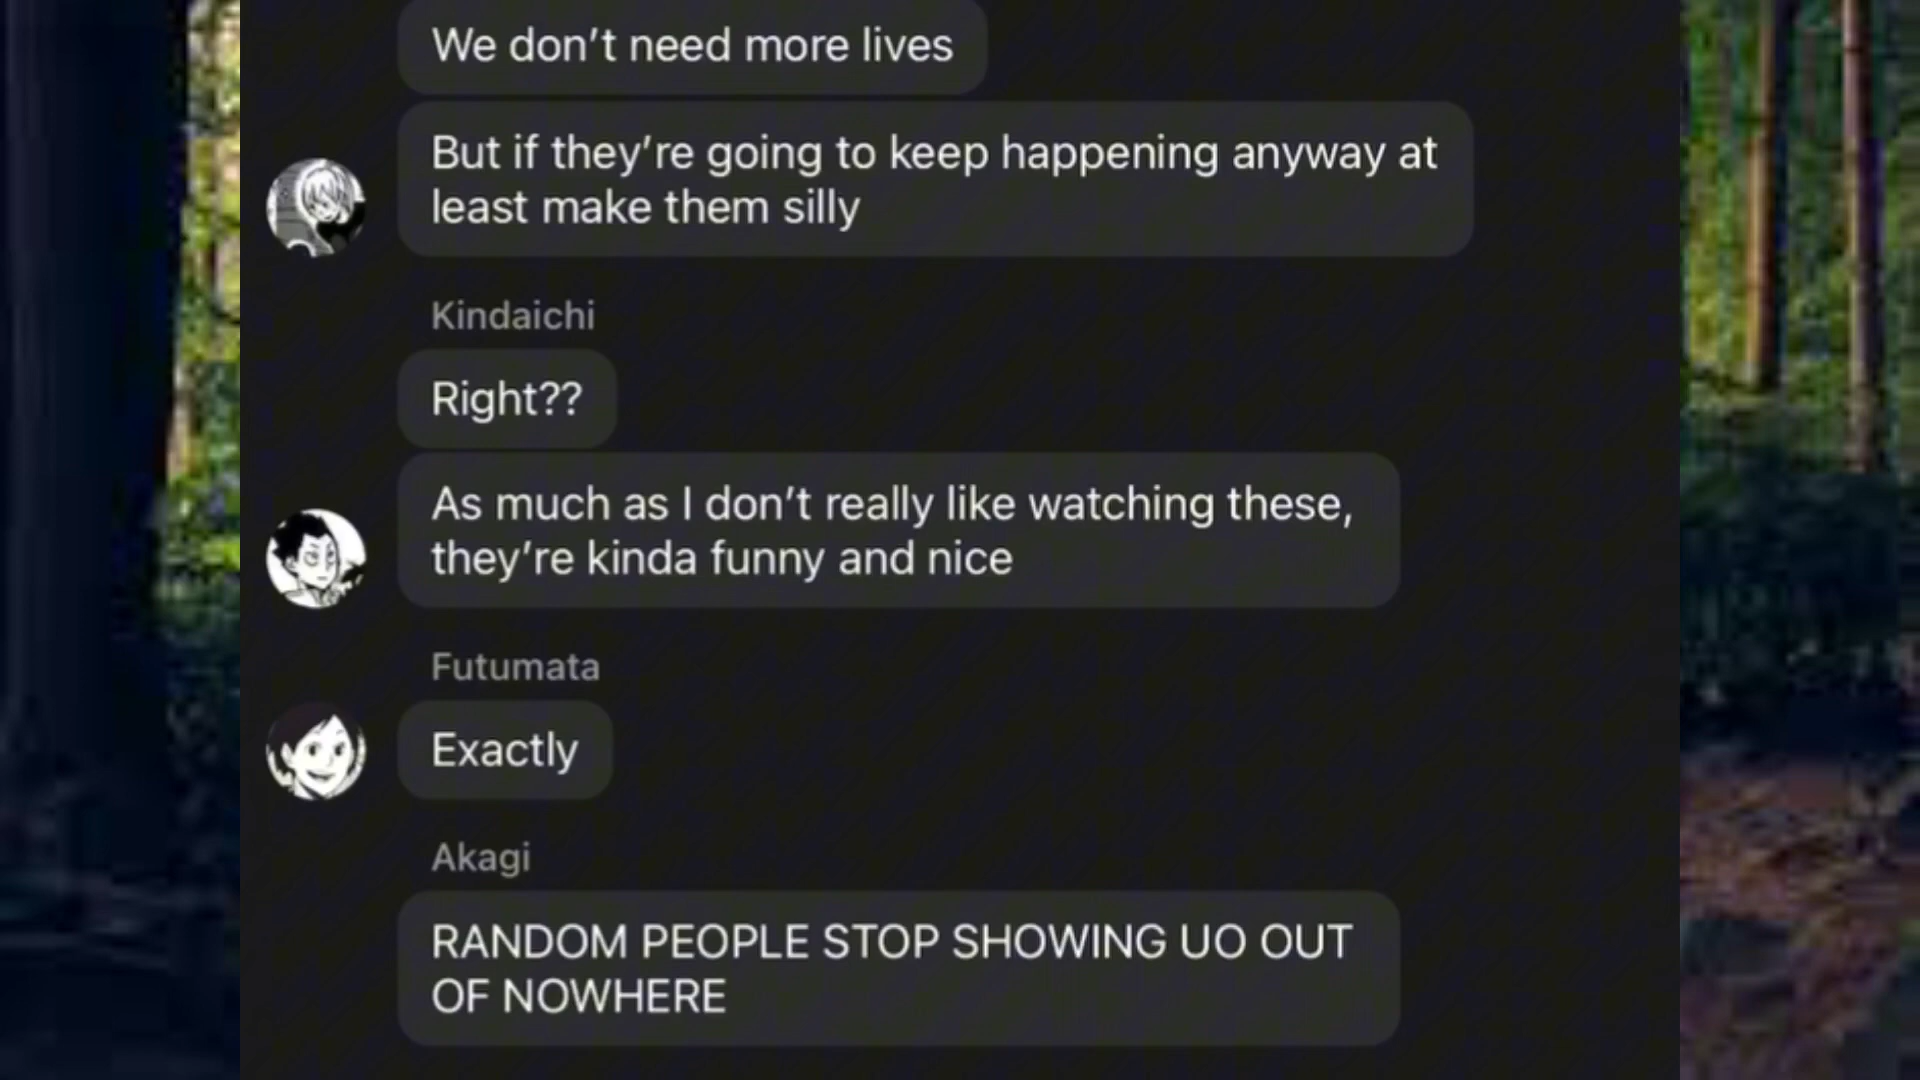 We don’t need more lives
But if they’re going to keep happening anyway at
least make them silly
Kindaichi
Right??
As much as I don’t really like watching these,
they’re kinda funny and nice
Futumata
Exactly
Akagi
RANDOM PEOPLE STOP SHOWING UO OUT
OF NOWHERE